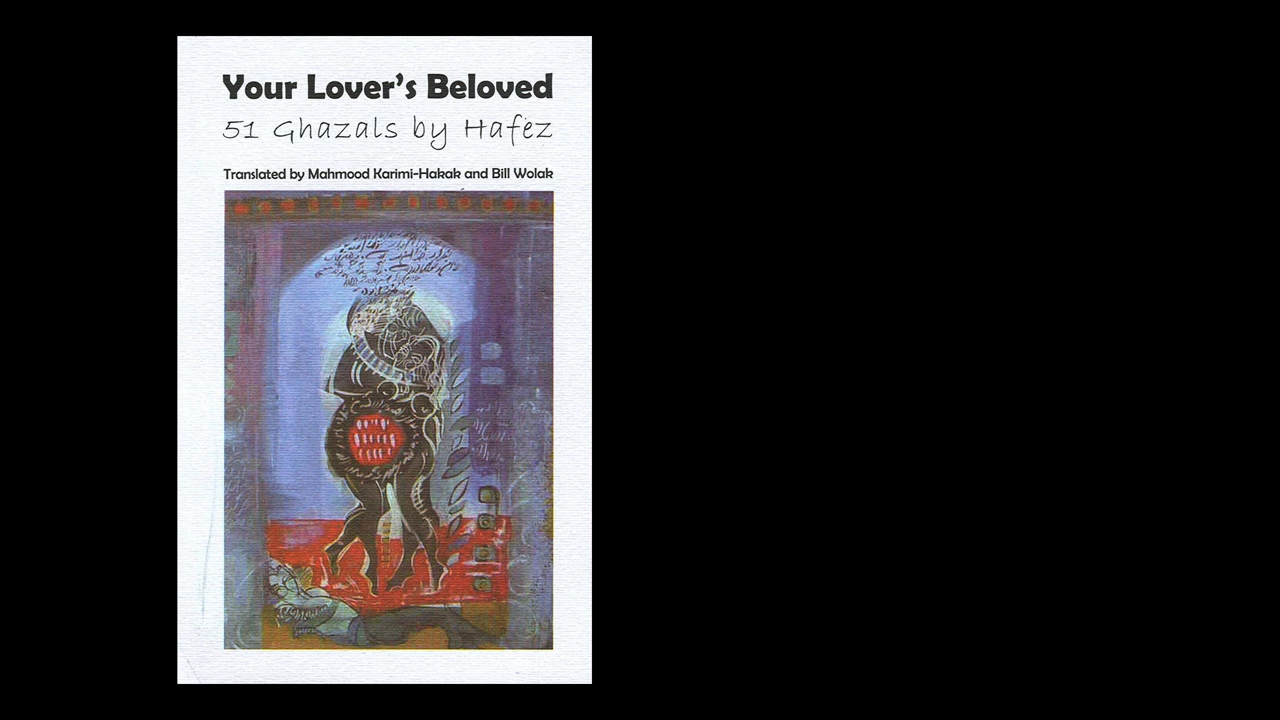 Your Lover's Beloved
51 Ghazals by Hafez
Translated by Mahmood Karimi-Hakak and Bill Wolak